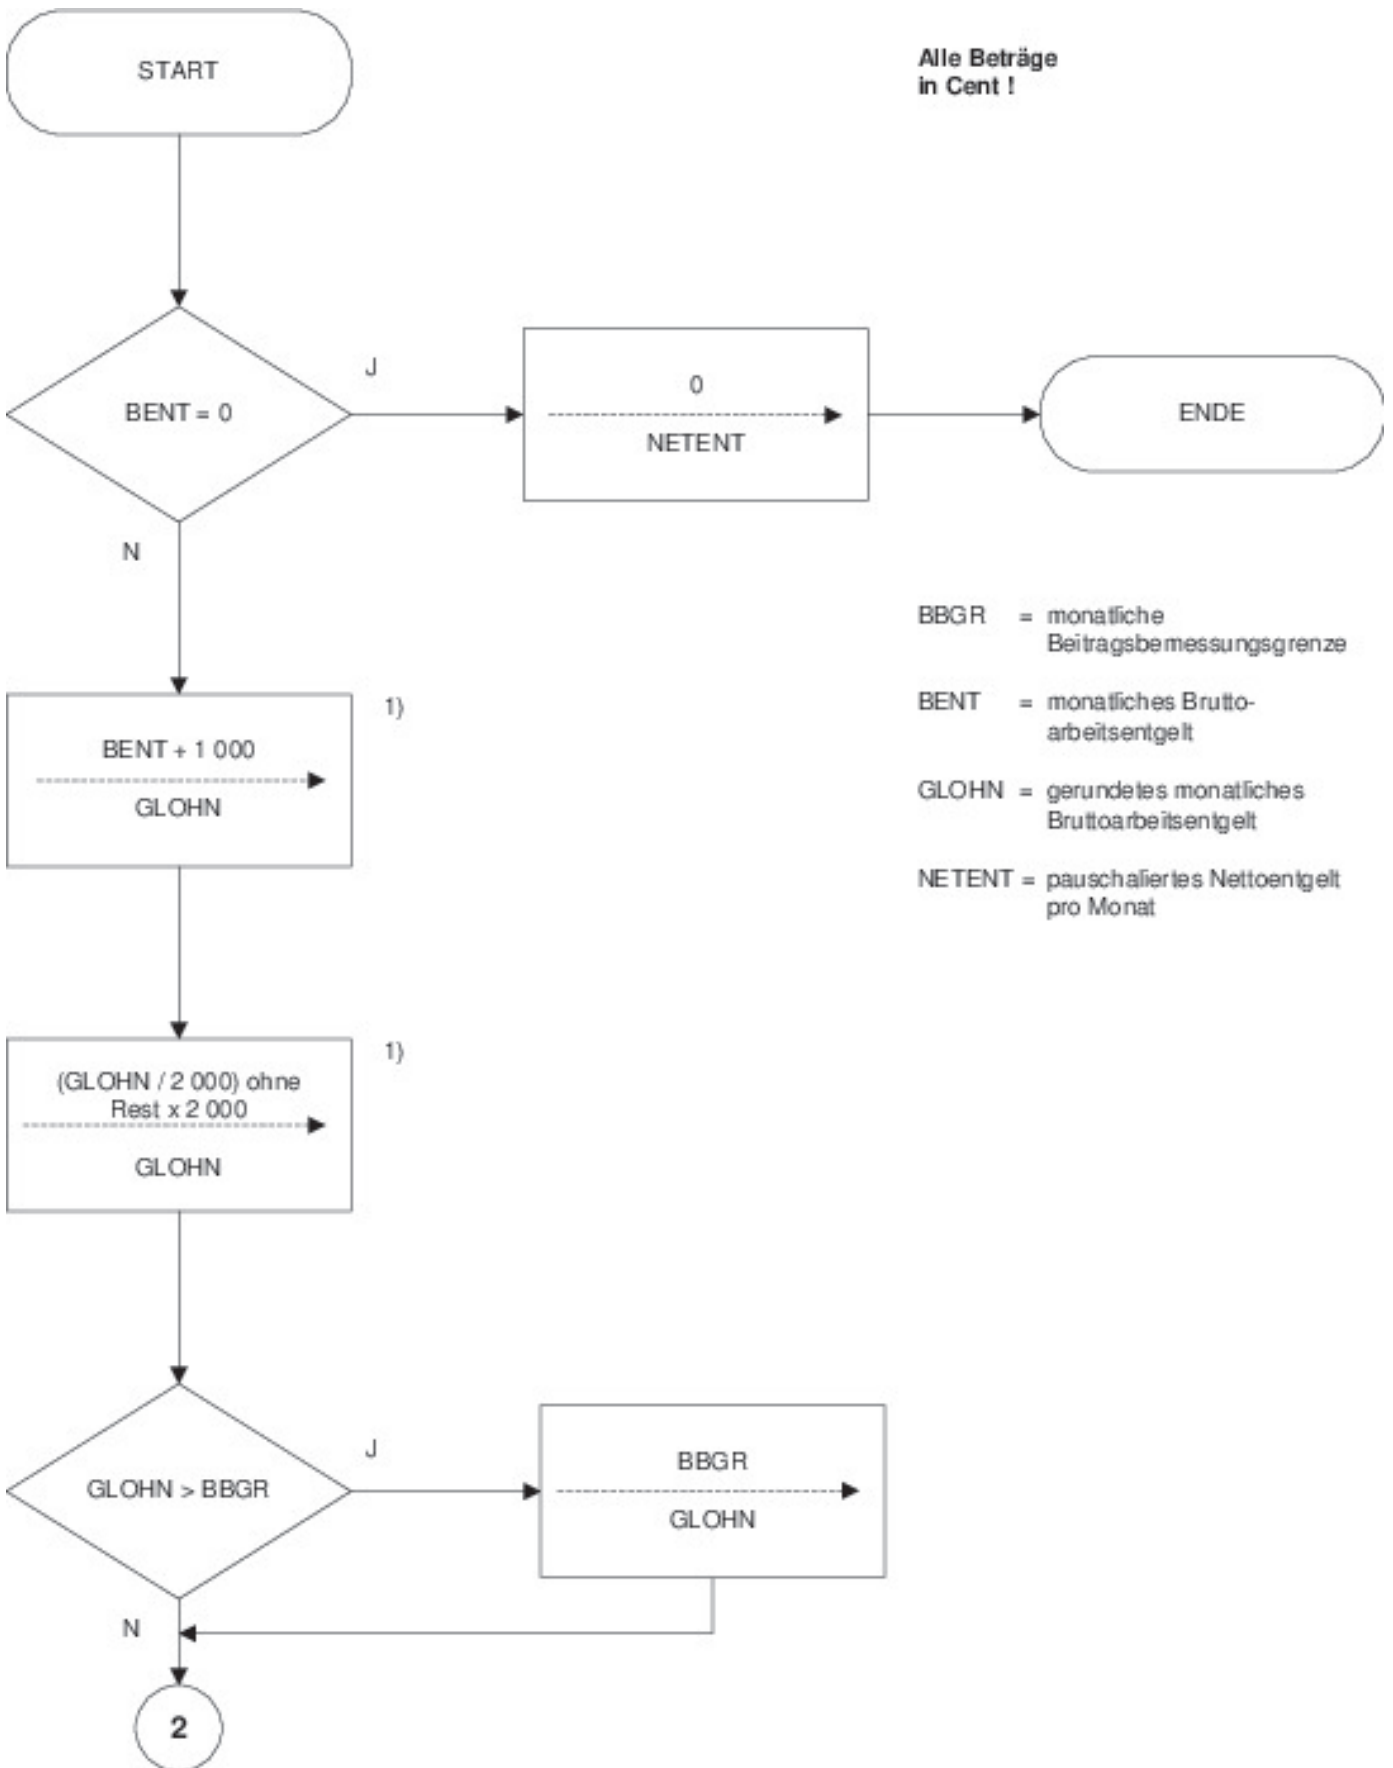 START
Alle Beträge
in Cent !
BENT = 0
J
0
NETENT
ENDE
N
BBGR = monatliche
Beitragsbemessungsgrenze
BENT = monatliches Brutto-
arbeitsentgelt
GLOHN = gerundetes monatliches
Bruttoarbeitsentgelt
NETENT = pauschaliertes Nettoentgelt
pro Monat
1)
BENT + 1 000
GLOHN
1)
(GLOHN / 2 000) ohne
Rest x 2 000
GLOHN
GLOHN > BBGR
J
BBGR
GLOHN
N
2